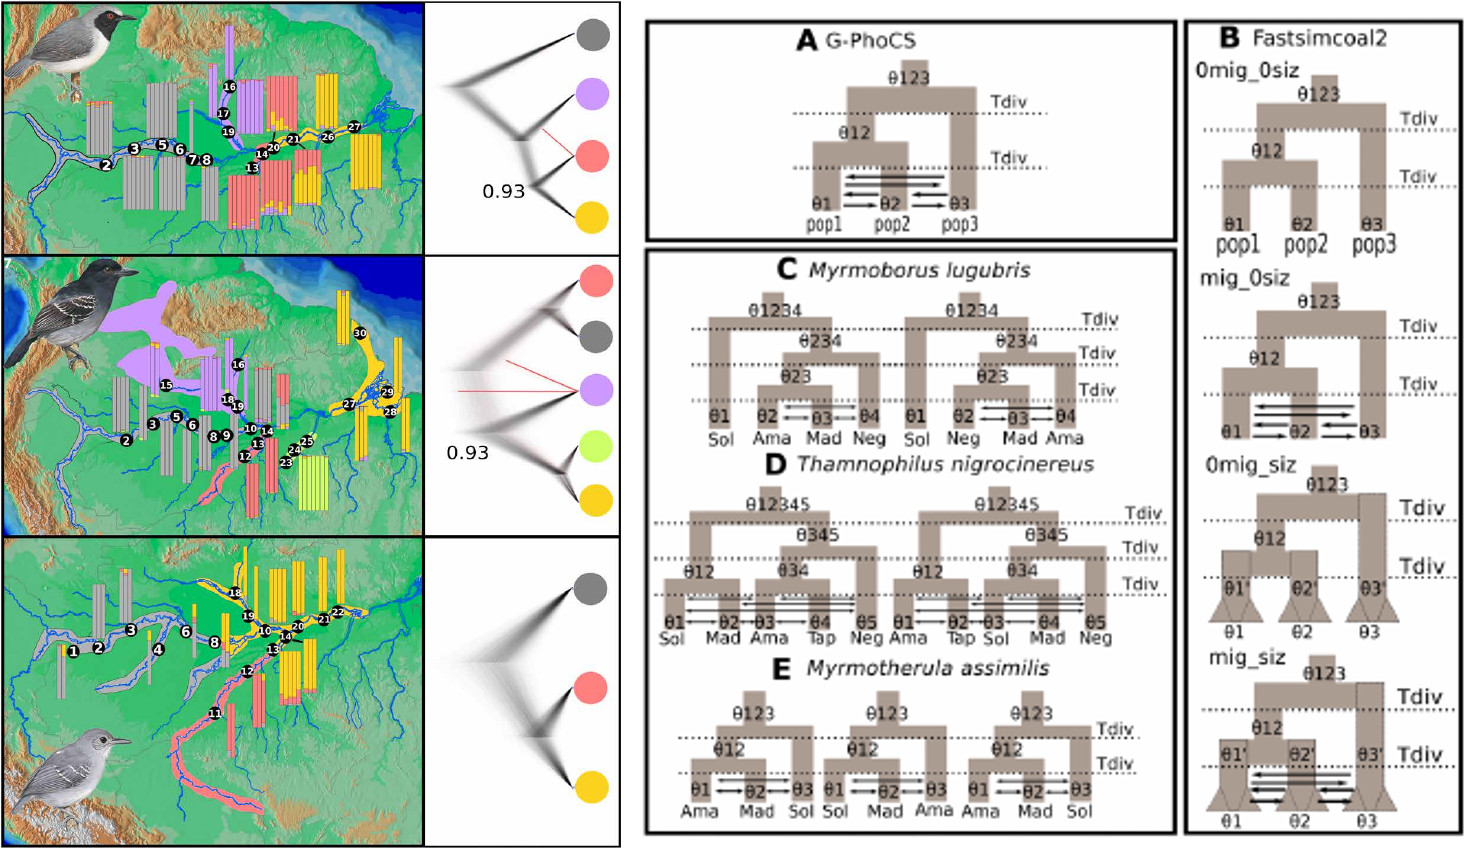 16
17
19
2
3
5
6
7
8
13
14
20
21
26
27
0.93
7
30
16
15
18
19
29
28
27
2
3
5
6
8
9
10
14
13
12
25
24
23
0.93
18
19
22
21
20
3
6
8
10
14
1
2
4
13
12
11
A G-PhoCS
θ123
Tdiv
θ12
Tdiv
θ1 θ2 θ3
pop1 pop2 pop3
B Fastsimcoal2
0mig_0siz
θ123
Tdiv
θ12
Tdiv
θ1 θ2 θ3
pop1 pop2 pop3
mig_0siz
θ123
Tdiv
θ12
Tdiv
θ1 θ2 θ3
0mig_siz
θ123
Tdiv
θ12
Tdiv
θ1' θ2' θ3'
θ1 θ2 θ3
mig_siz
θ123
Tdiv
θ12
θ1' θ2' θ3' Tdiv
θ1 θ2 θ3
C Myrmoborus lugubris
θ1234 θ1234
Tdiv
θ234 θ234
Tdiv
θ23 θ23
Tdiv
θ1 θ2 θ3 θ4 θ1 θ2 θ3 θ4
Sol Ama Mad Neg Sol Neg Mad Ama
D Thamnophilus nigrocinereus
θ12345 θ12345
Tdiv
θ345 θ345
Tdiv
θ12 θ34 θ12 θ34
Tdiv
θ1 θ2 θ3 θ4 θ5 θ1 θ2 θ3 θ4 θ5
Sol Mad Ama Tap Neg Ama Tap Sol Mad Neg
E Myrmotherula assimilis
θ123 θ123 θ123
Tdiv
θ12 θ12 θ12
Tdiv
θ1 θ2 θ3 θ1 θ2 θ3 θ1 θ2 θ3
Ama Mad Sol Sol Mad Ama Ama Mad Sol